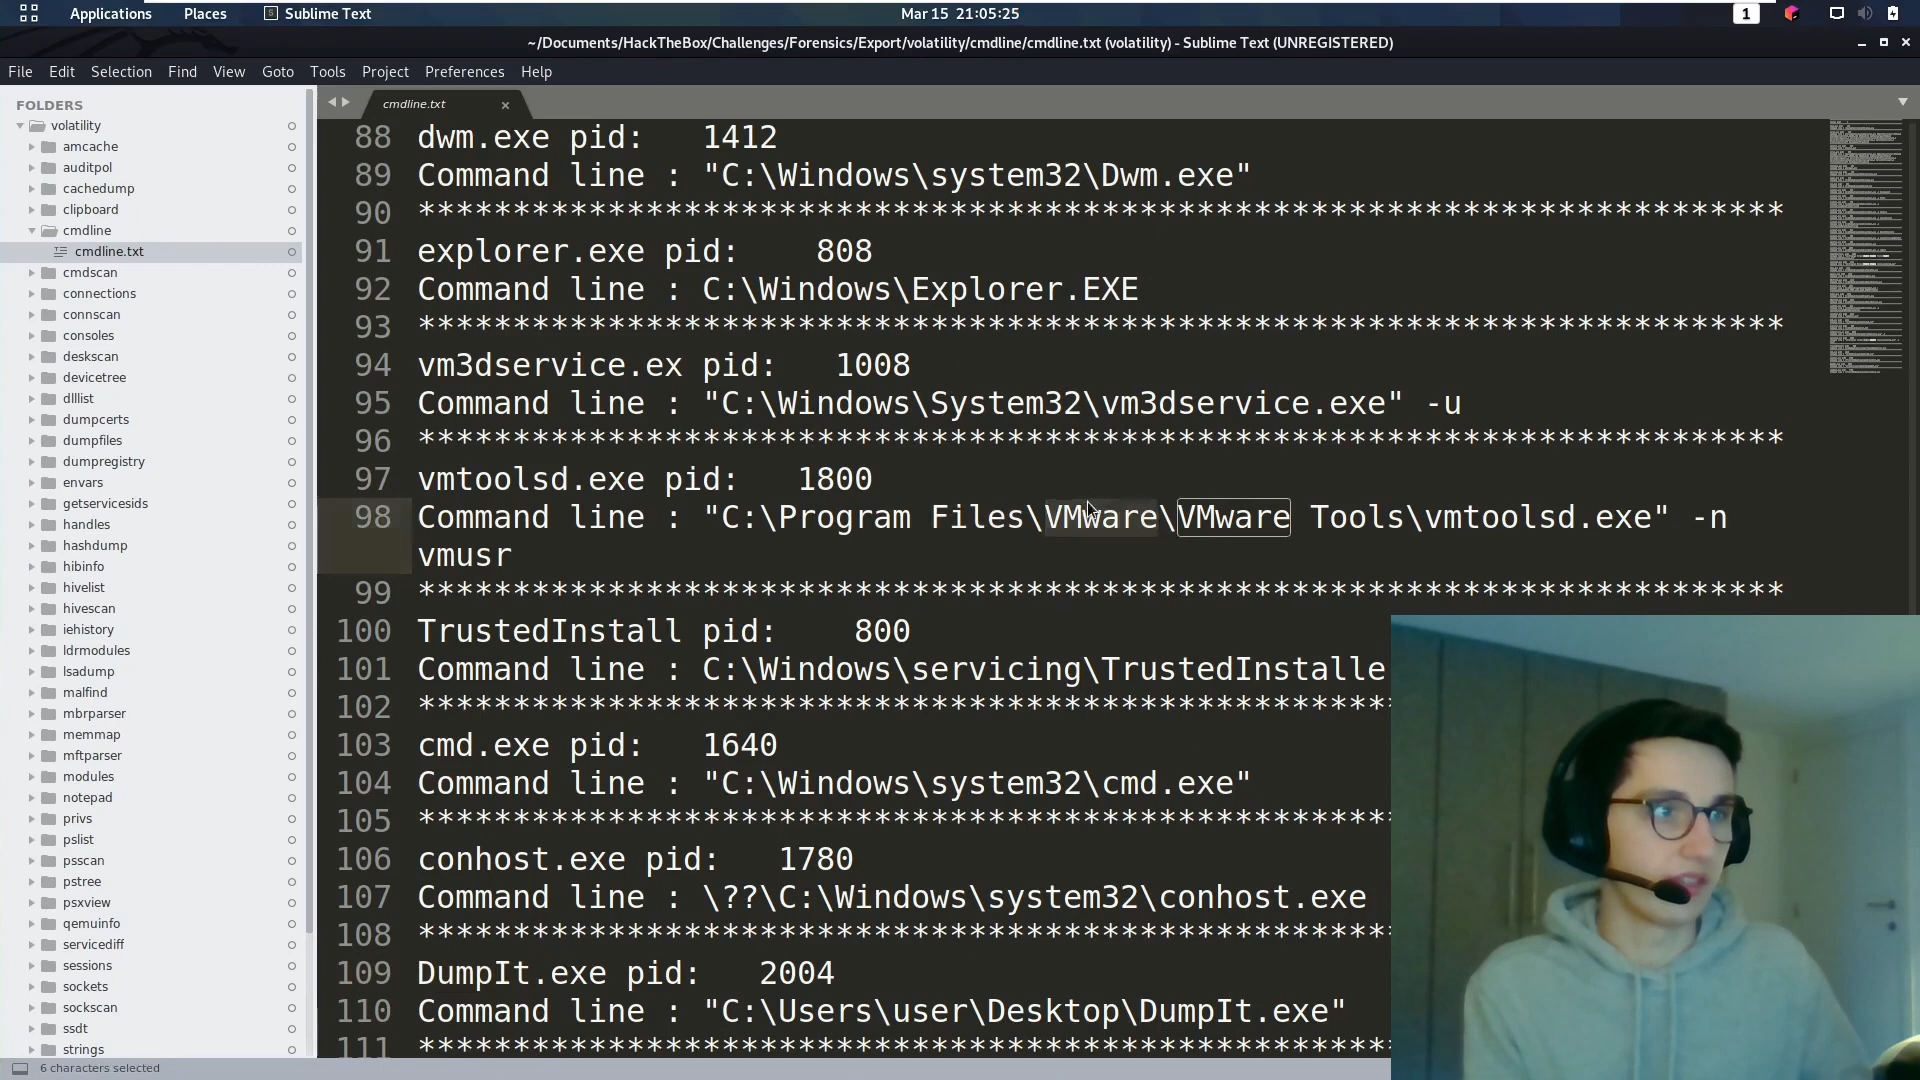 Applications Places Sublime Text Mar 15 21:05:25 1
~/Documents/HackTheBox/Challenges/Forensics/Export/volatility/cmdline/cmdline.txt (volatility) - Sublime Text (UNREGISTERED)
File Edit Selection Find View Goto Tools Project Preferences Help
FOLDERS
volatility
amcache
auditpol
cachedump
clipboard
cmdline
cmdline.txt
cmdscan
connections
connscan
consoles
deskscan
devicetree
dlllist
dumpcerts
dumpfiles
dumpregistry
envars
getservicesids
handles
hashdump
hibinfo
hivelist
hivescan
iehistory
ldrmodules
lsadump
malfind
mbrparser
memmap
mftparser
modules
notepad
privs
pslist
psscan
pstree
psxview
qemuinfo
servicediff
sessions
sockets
sockscan
ssdt
strings
cmdline.txt
88 dwm.exe pid: 1412
89 Command line : "C:\Windows\system32\Dwm.exe"
90 ************************************************************************
91 explorer.exe pid: 808
92 Command line : C:\Windows\Explorer.EXE
93 ************************************************************************
94 vm3dservice.ex pid: 1008
95 Command line : "C:\Windows\System32\vm3dservice.exe" -u
96 ************************************************************************
97 vmtoolsd.exe pid: 1800
98 Command line : "C:\Program Files\VMware\VMware Tools\vmtoolsd.exe" -n
vmusr
99 ************************************************************************
100 TrustedInstall pid: 800
101 Command line : C:\Windows\servicing\TrustedInstalle
102 ***************************************************
103 cmd.exe pid: 1640
104 Command line : "C:\Windows\system32\cmd.exe"
105 ***************************************************
106 conhost.exe pid: 1780
107 Command line : \??\C:\Windows\system32\conhost.exe
108 ***************************************************
109 DumpIt.exe pid: 2004
110 Command line : "C:\Users\user\Desktop\DumpIt.exe"
111 ***************************************************
6 characters selected